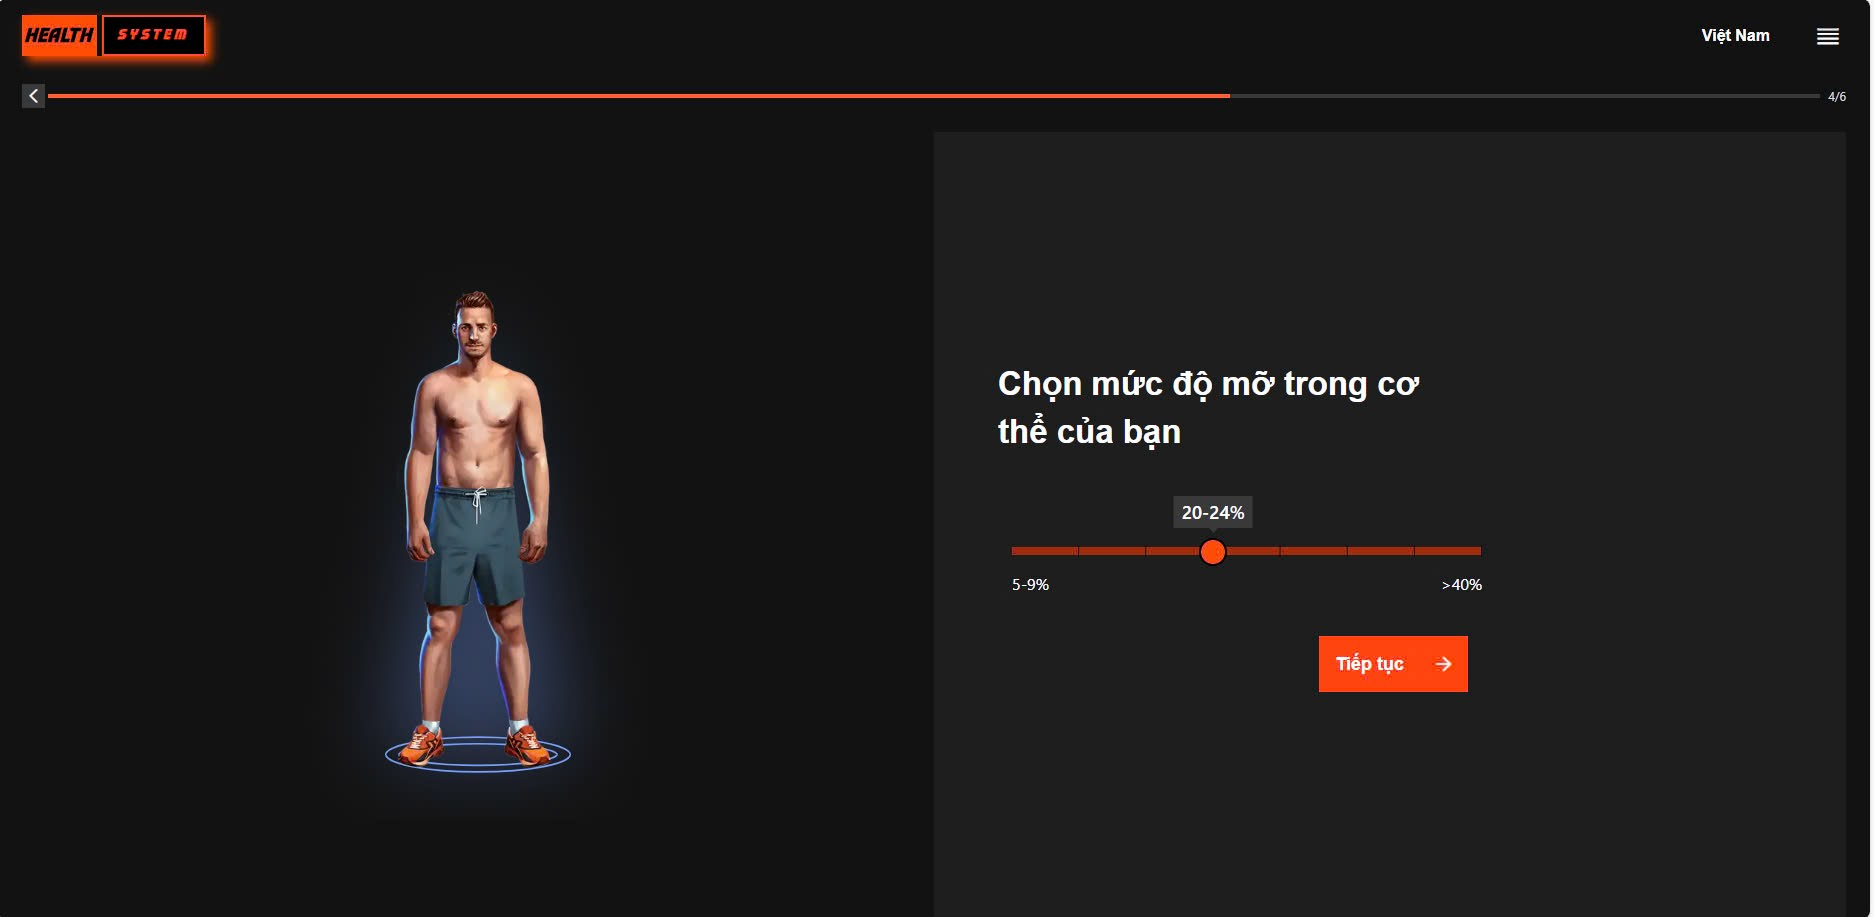 HEALTH SYSTEM
Việt Nam
4/6
Chọn mức độ mỡ trong cơ
thể của bạn
20-24%
5-9%
>40%
Tiếp tục